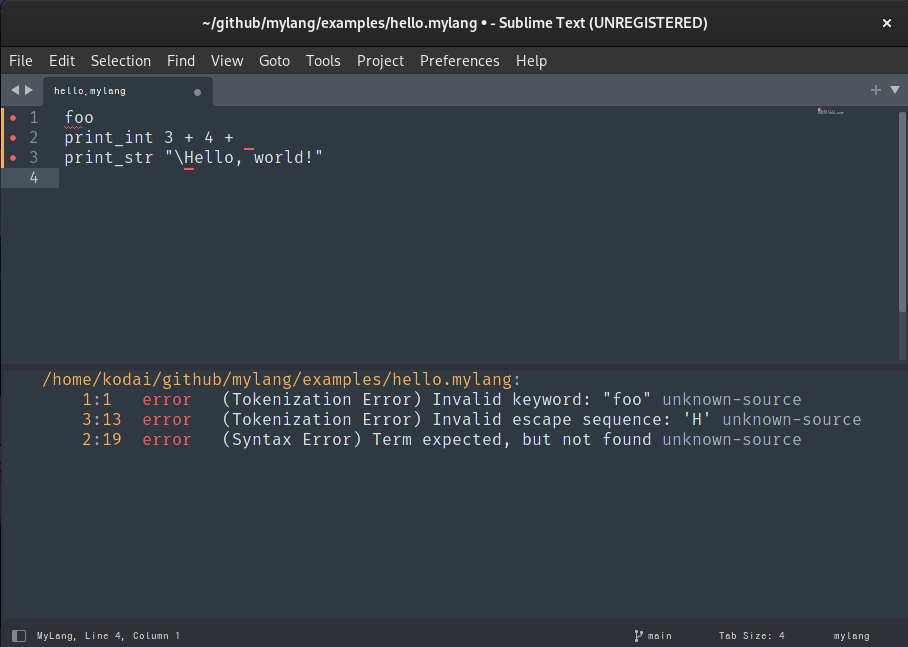 ~/github/mylang/examples/hello.mylang • - Sublime Text (UNREGISTERED)
File Edit Selection Find View Goto Tools Project Preferences Help
hello.mylang
1 foo
2 print_int 3 + 4 +
3 print_str "\Hello, world!"
4
/home/kodai/github/mylang/examples/hello.mylang:
1:1 error (Tokenization Error) Invalid keyword: "foo" unknown-source
3:13 error (Tokenization Error) Invalid escape sequence: 'H' unknown-source
2:19 error (Syntax Error) Term expected, but not found unknown-source
MyLang, Line 4, Column 1 main Tab Size: 4 mylang